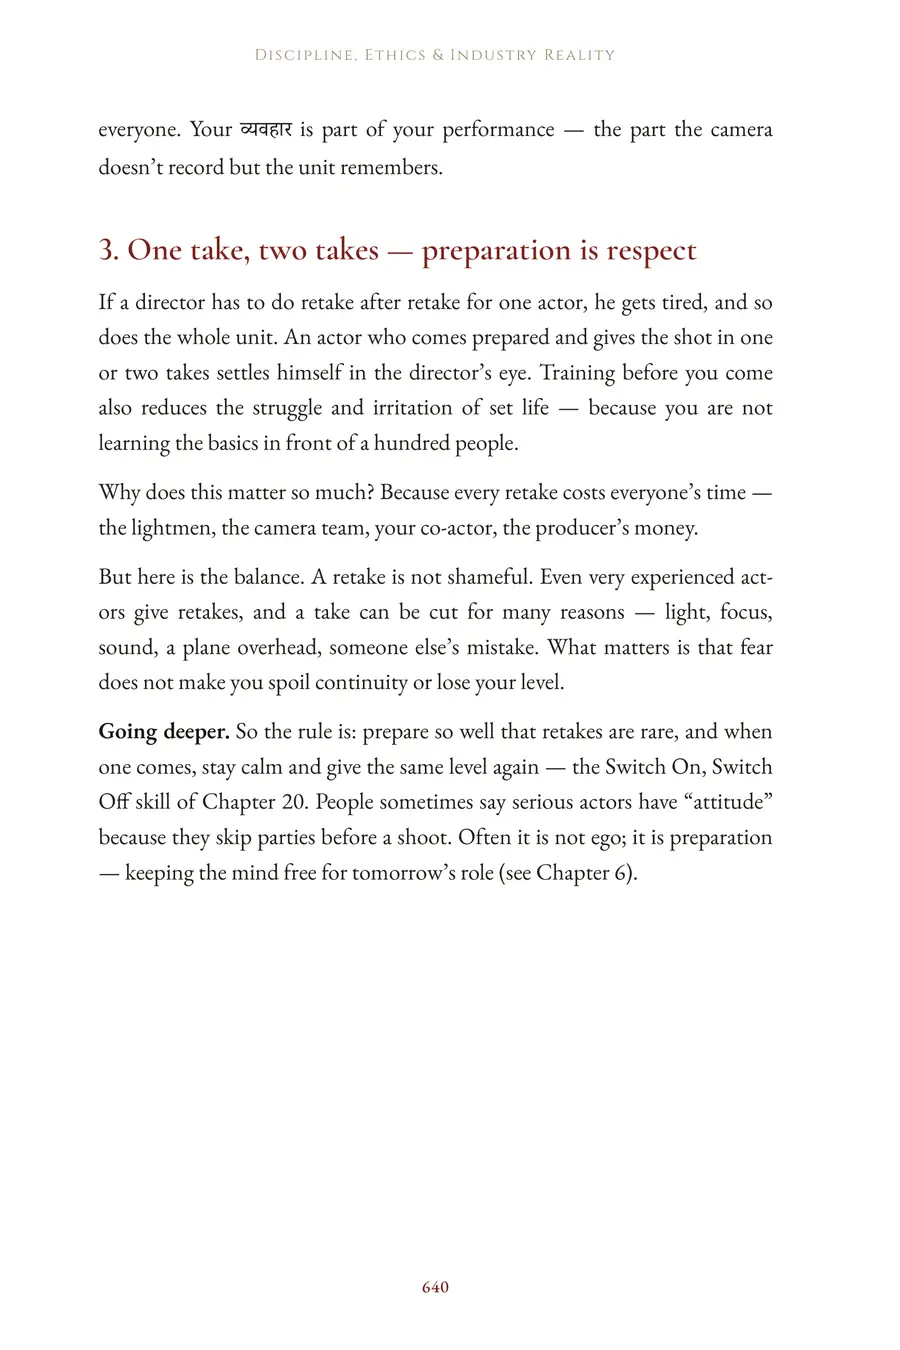 Discipline, Ethics & Industry Reality
everyone. Your व्यवहार is part of your performance — the part the camera
doesn’t record but the unit remembers.
3. One take, two takes — preparation is respect
If a director has to do retake after retake for one actor, he gets tired, and so
does the whole unit. An actor who comes prepared and gives the shot in one
or two takes settles himself in the director’s eye. Training before you come
also reduces the struggle and irritation of set life — because you are not
learning the basics in front of a hundred people.
Why does this matter so much? Because every retake costs everyone’s time —
the lightmen, the camera team, your co-actor, the producer’s money.
But here is the balance. A retake is not shameful. Even very experienced act-
ors give retakes, and a take can be cut for many reasons — light, focus,
sound, a plane overhead, someone else’s mistake. What matters is that fear
does not make you spoil continuity or lose your level.
Going deeper. So the rule is: prepare so well that retakes are rare, and when
one comes, stay calm and give the same level again — the Switch On, Switch
Off skill of Chapter 20. People sometimes say serious actors have “attitude”
because they skip parties before a shoot. Often it is not ego; it is preparation
— keeping the mind free for tomorrow’s role (see Chapter 6).
640